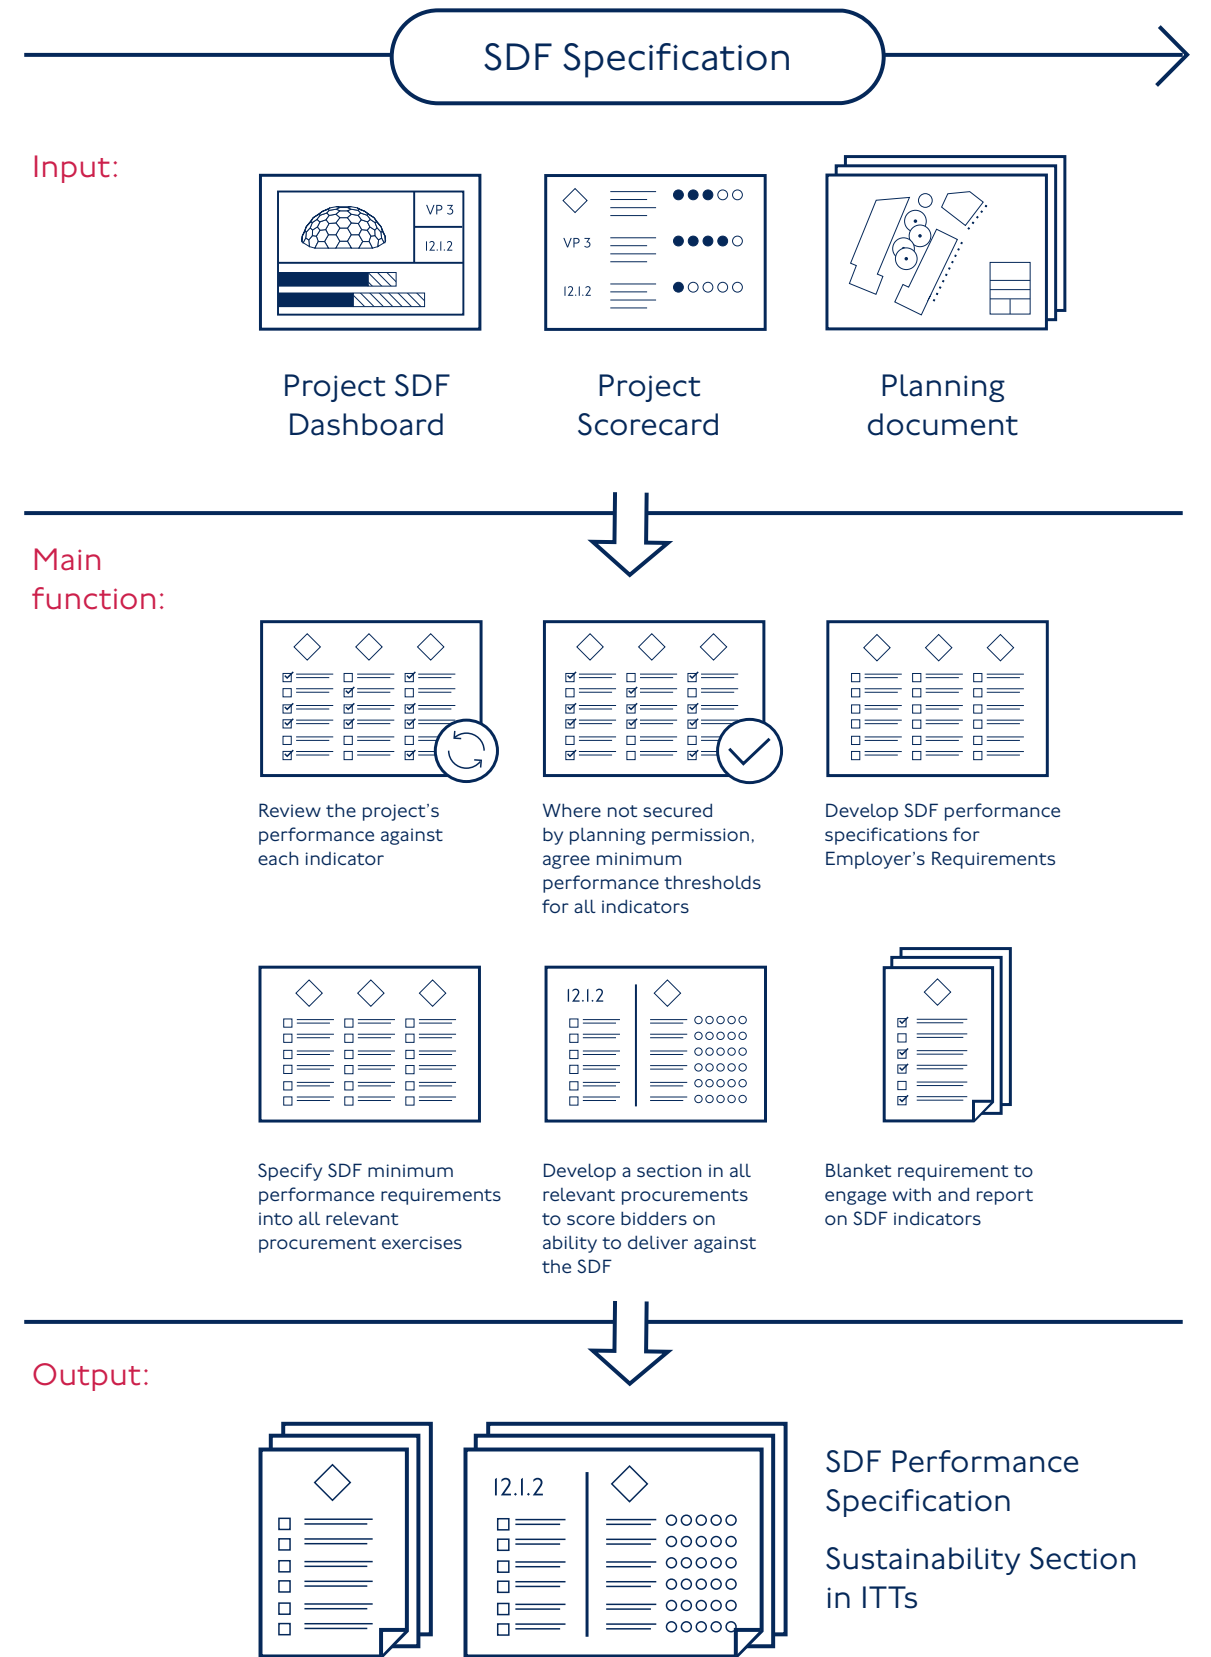 SDF Specification
Input:
VP 3
12.1.2
VP 3
12.1.2
Project SDF
Dashboard
Project
Scorecard
Planning
document
Main
function:
Review the project's
performance against
each indicator
Where not secured
by planning permission,
agree minimum
performance thresholds
for all indicators
Develop SDF performance
specifications for
Employer's Requirements
12.1.2
Specify SDF minimum
performance requirements
into all relevant
procurement exercises
Develop a section in all
relevant procurements
to score bidders on
ability to deliver against
the SDF
Blanket requirement to
engage with and report
on SDF indicators
Output:
12.1.2
SDF Performance
Specification
Sustainability Section
in ITTs